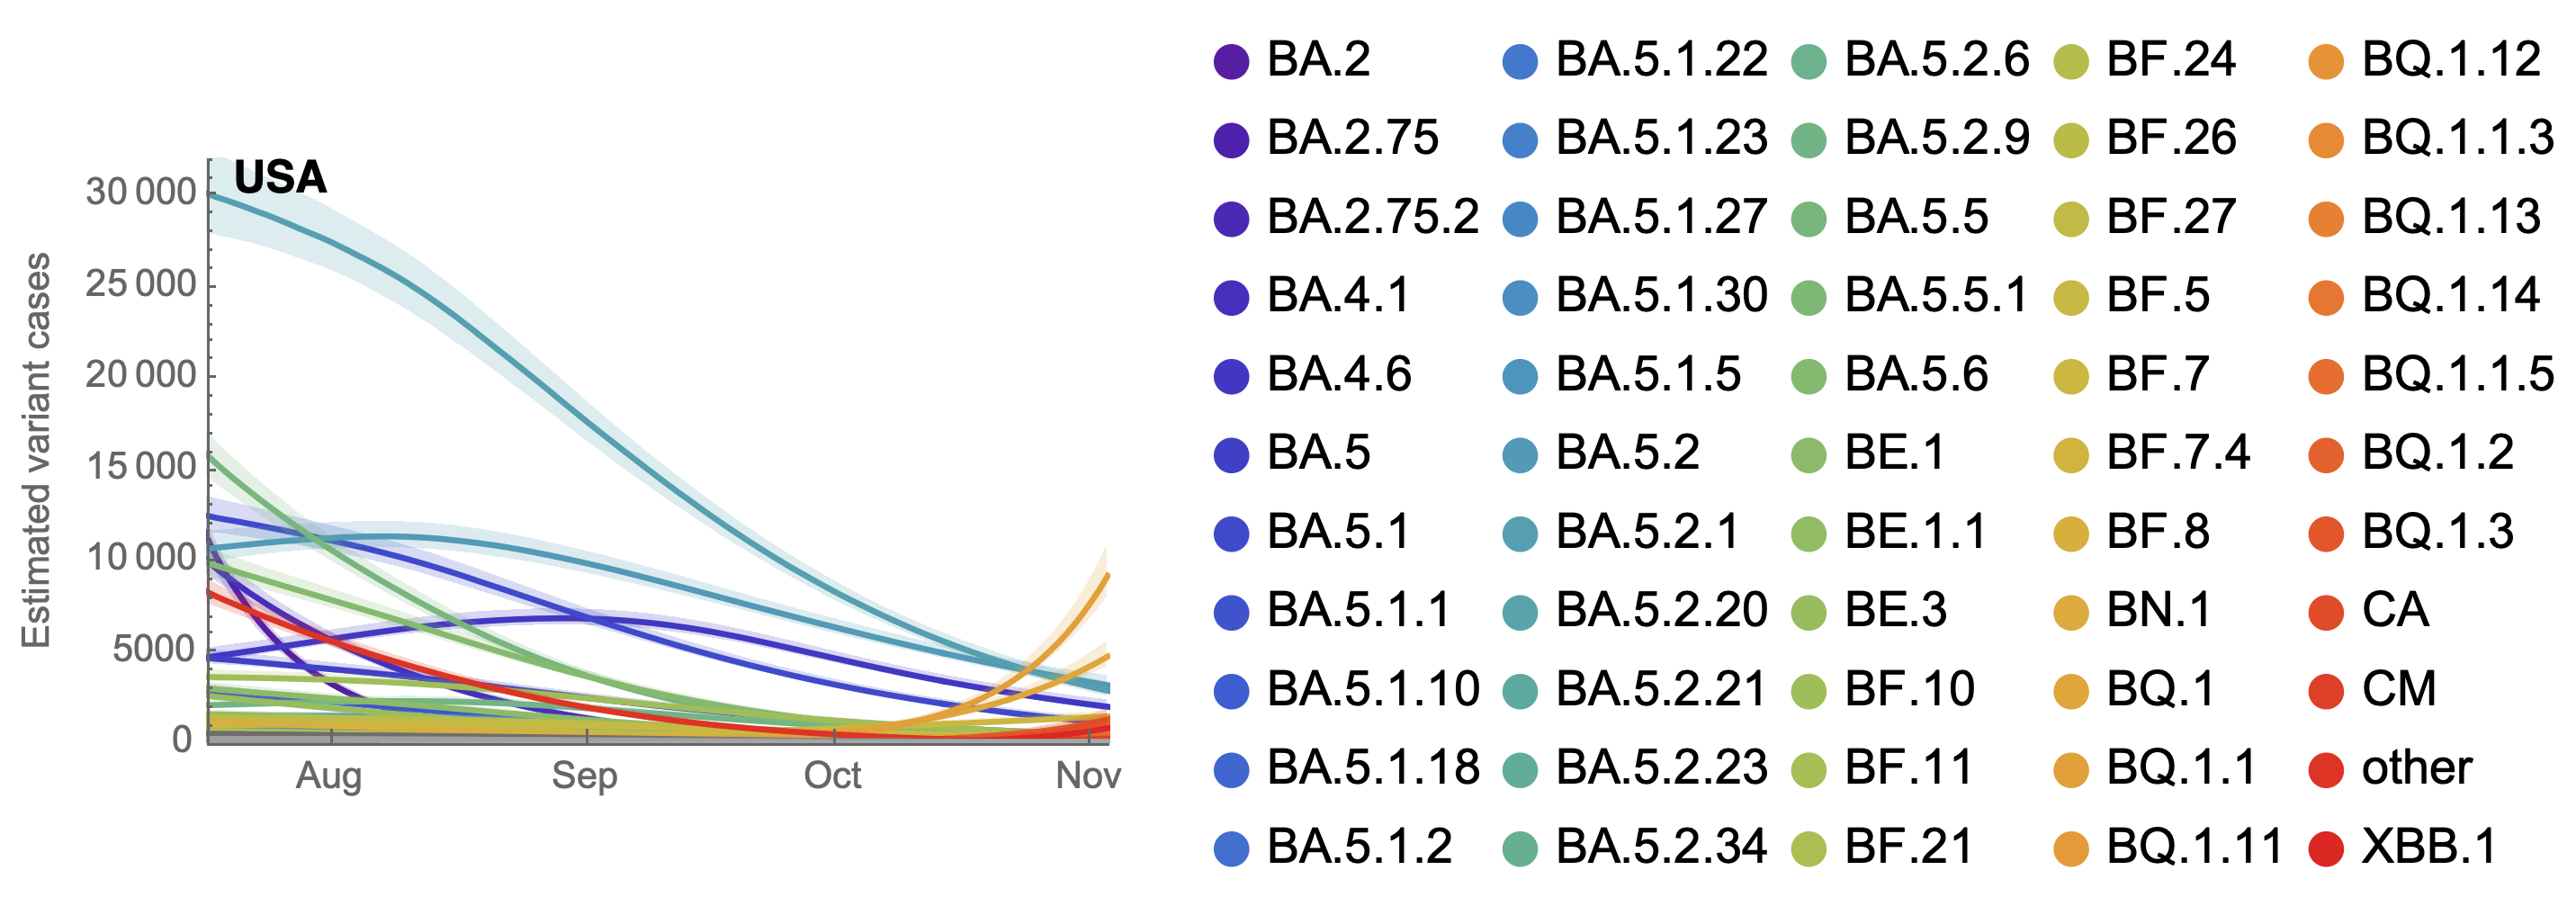 USA
30 000
25 000
20 000
15 000
10 000
5000
0
Estimated variant cases
Aug Sep Oct Nov
BA.2
BA.2.75
BA.2.75.2
BA.4.1
BA.4.6
BA.5
BA.5.1
BA.5.1.1
BA.5.1.10
BA.5.1.18
BA.5.1.2
BA.5.1.22
BA.5.1.23
BA.5.1.27
BA.5.1.30
BA.5.1.5
BA.5.2
BA.5.2.1
BA.5.2.20
BA.5.2.21
BA.5.2.23
BA.5.2.34
BA.5.2.6
BA.5.2.9
BA.5.5
BA.5.5.1
BA.5.6
BE.1
BE.1.1
BE.3
BF.10
BF.11
BF.21
BF.24
BF.26
BF.27
BF.5
BF.7
BF.7.4
BF.8
BN.1
BQ.1
BQ.1.1
BQ.1.11
BQ.1.12
BQ.1.1.3
BQ.1.13
BQ.1.14
BQ.1.1.5
BQ.1.2
BQ.1.3
CA
CM
other
XBB.1